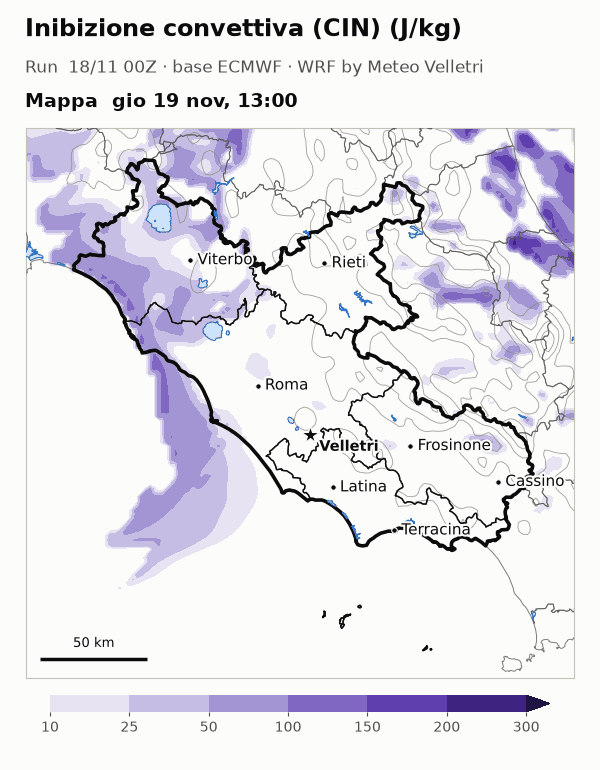 Inibizione convettiva (CIN) (J/kg)
Run 18/11 00Z · base ECMWF · WRF by Meteo Velletri
Mappa gio 19 nov, 13:00
Viterbo
Rieti
Roma
Velletri
Frosinone
Latina
Cassino
Terracina
50 km
10 25 50 100 150 200 300